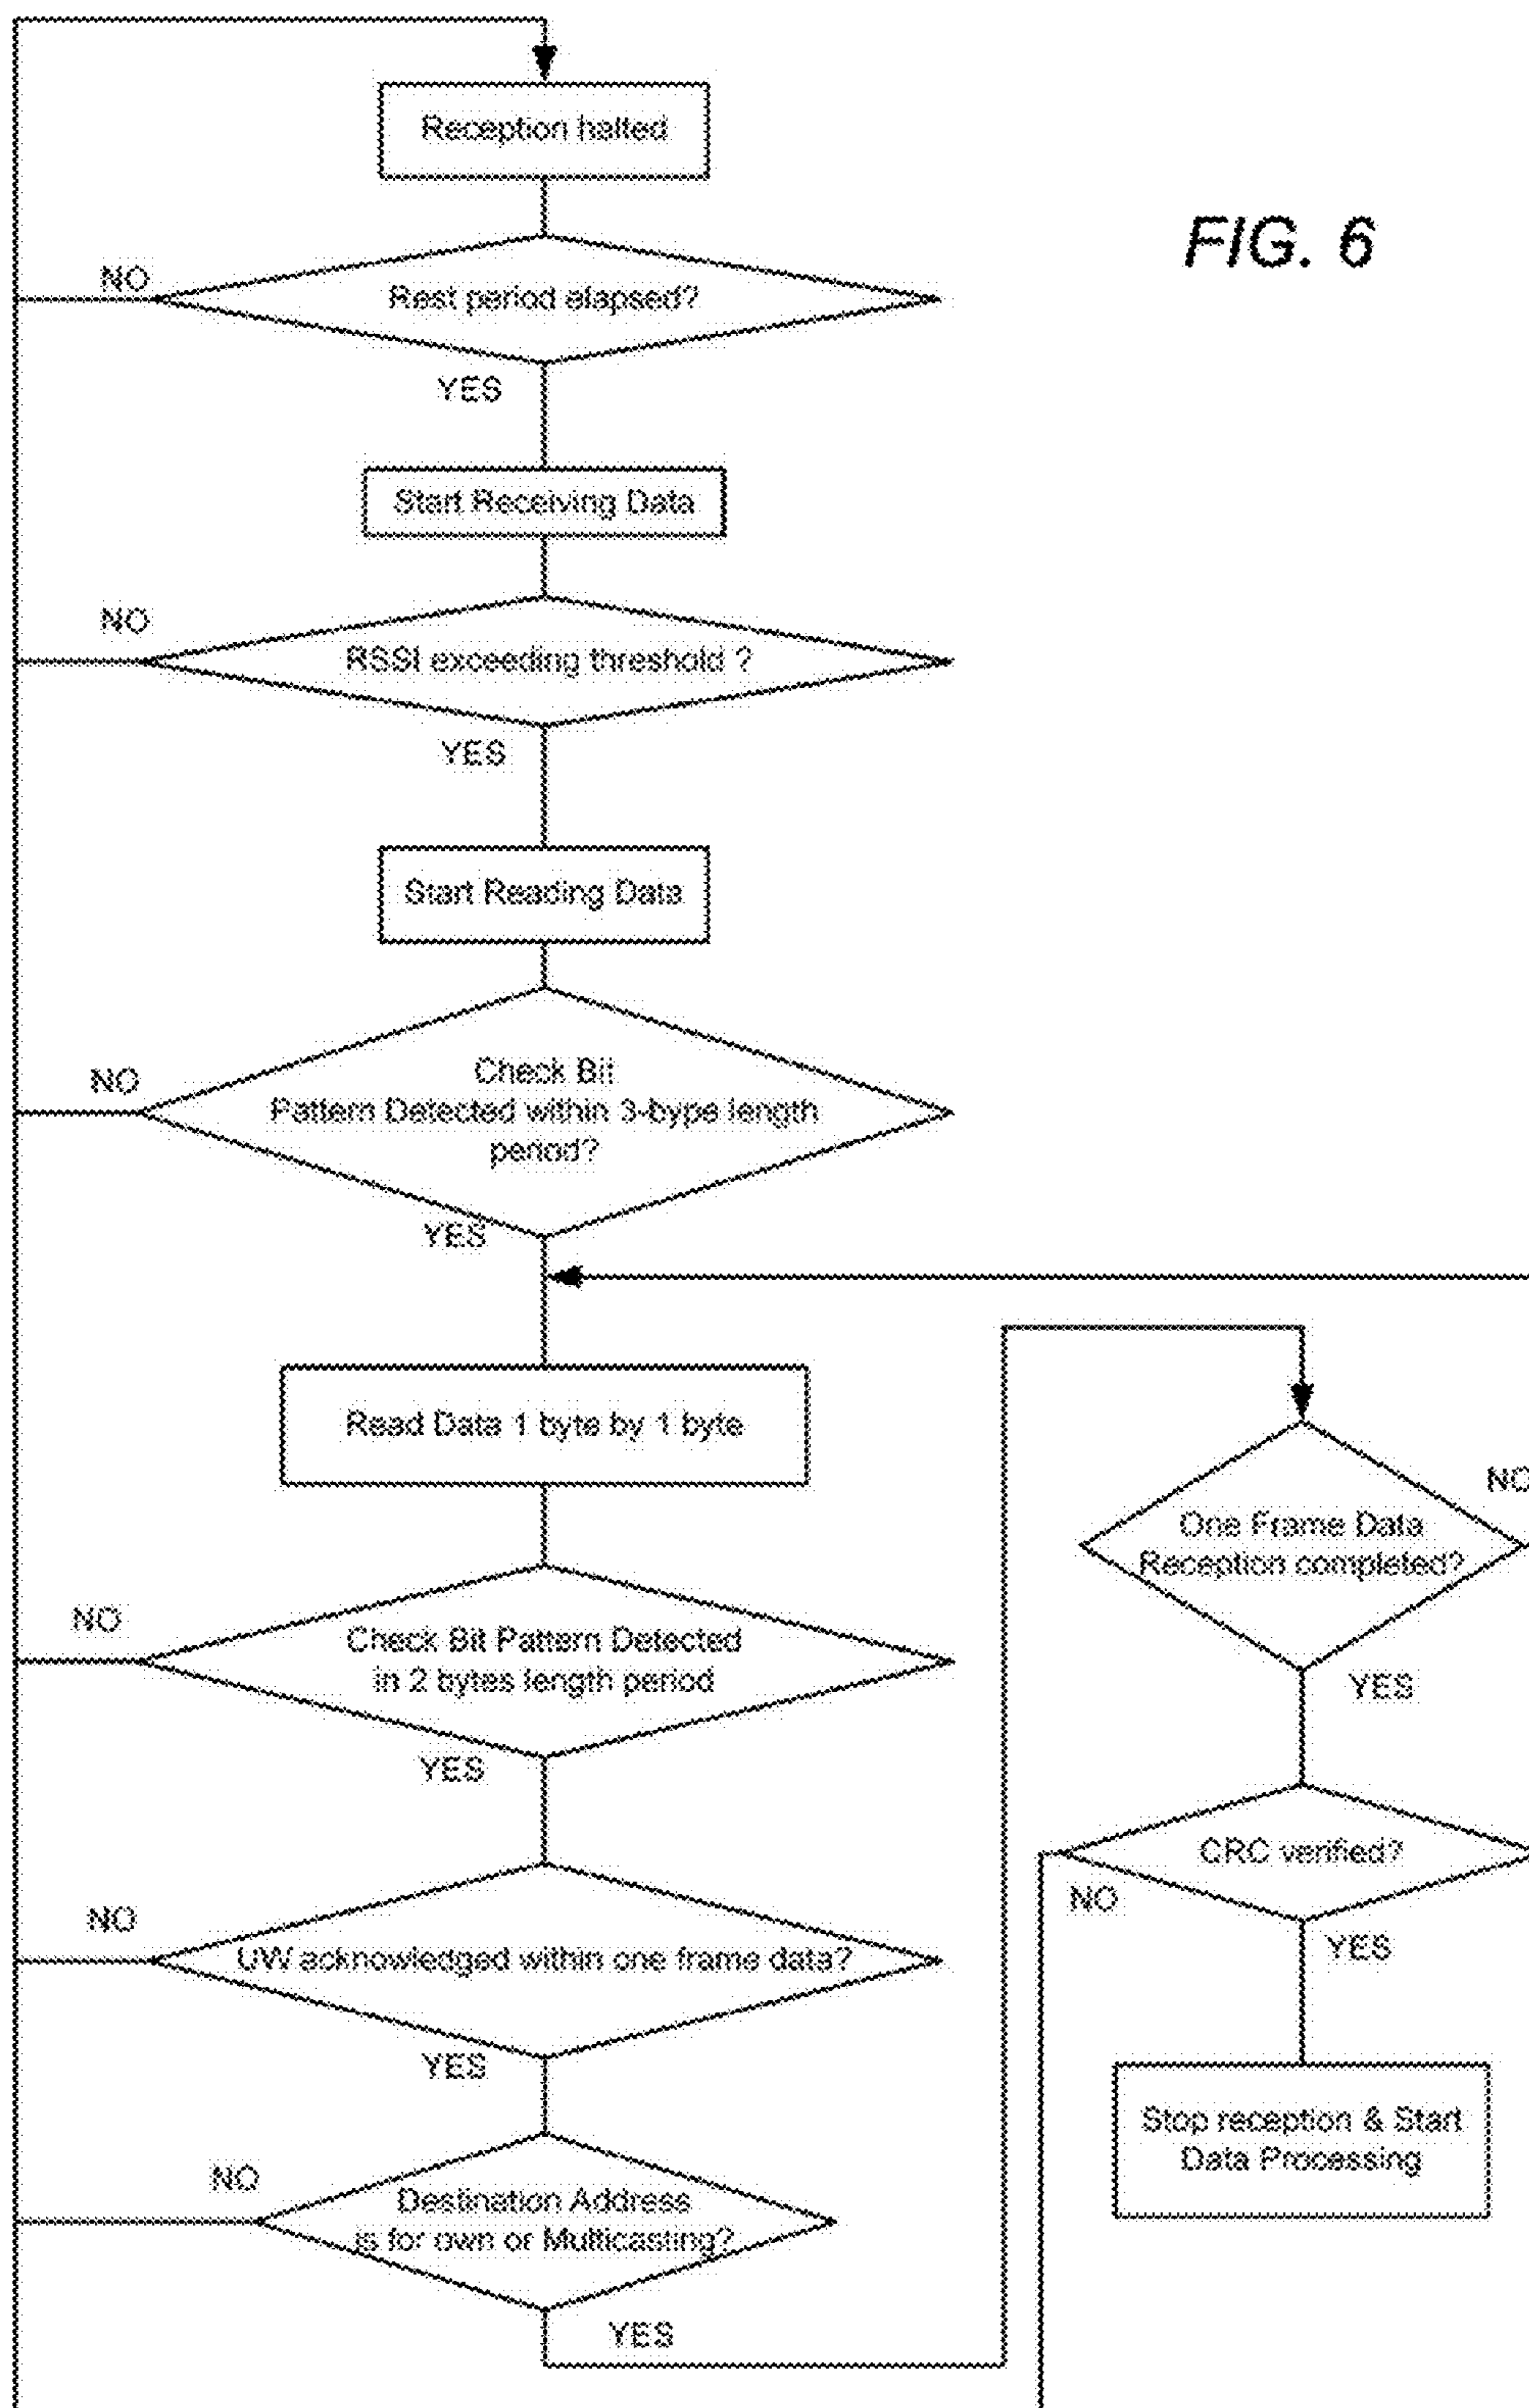 Reception halted
FIG. 6
NO
Rest period elapsed?
YES
Start Receiving Data
NO
RSSI exceeding threshold ?
YES
Start Reading Data
NO
Check Bit
Pattern Detected within 3-bype length
period?
YES
Read Data 1 byte by 1 byte
NO
Check Bit Pattern Detected
in 2 bytes length period
YES
NO
UW acknowledged within one frame data?
YES
NO
Destination Address
is for own or Multicasting?
YES
NO
One Frame Data
Reception completed?
YES
CRC verified?
NO
YES
Stop reception & Start
Data Processing